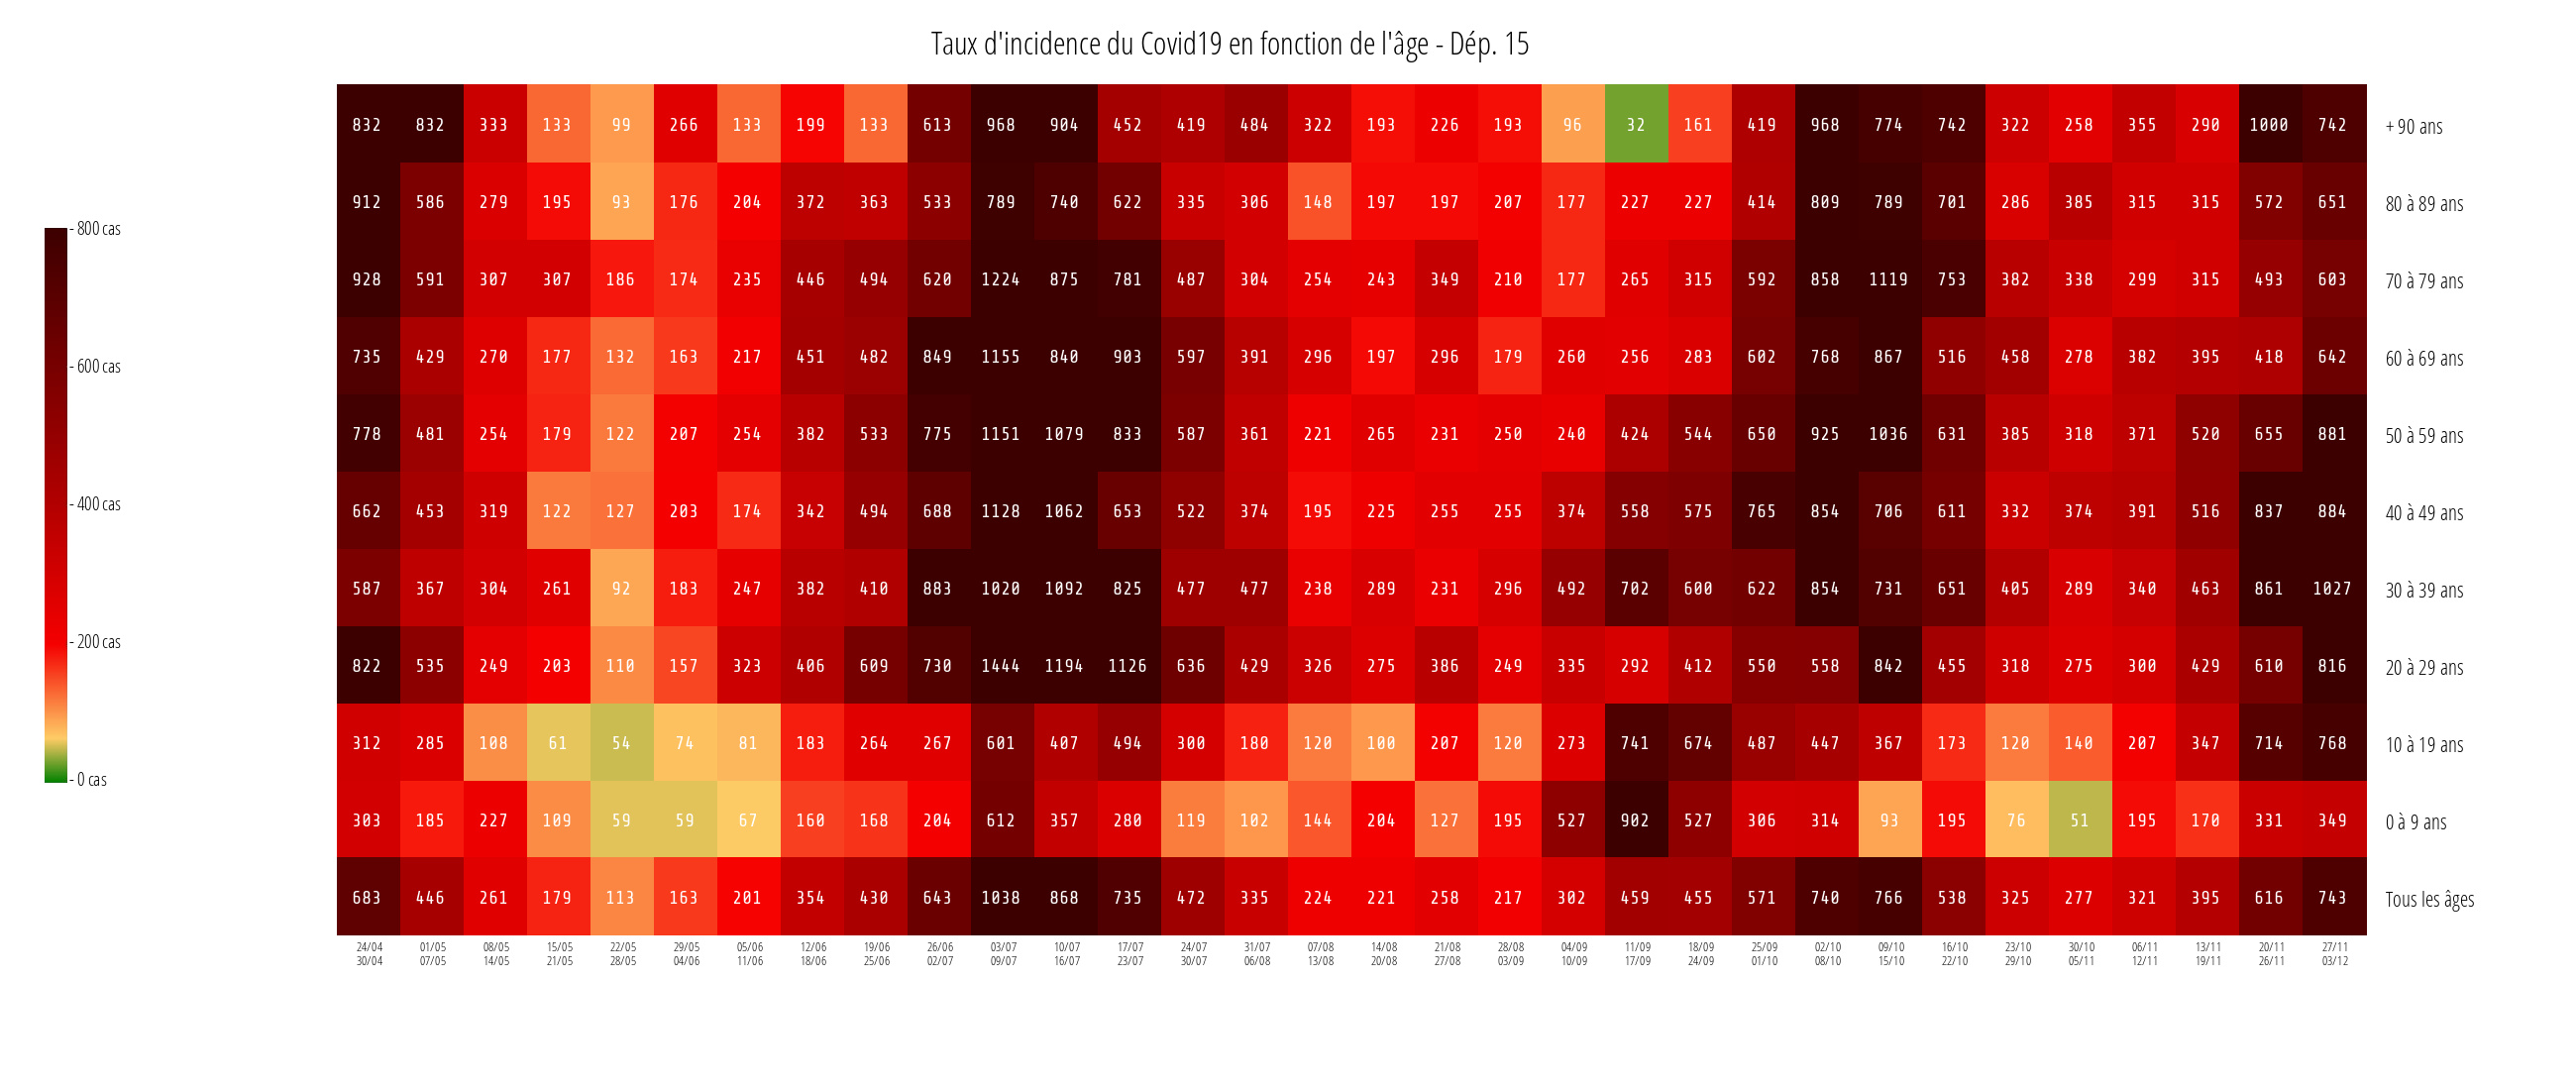 Taux d'incidence du Covid19 en fonction de l'âge - Dép. 15
- 800 cas
- 600 cas
- 400 cas
- 200 cas
- 0 cas
832 832 333 133 99 266 133 199 133 613 968 904 452 419 484 322 193 226 193 96 32 161 419 968 774 742 322 258 355 290 1000 742 + 90 ans
912 586 279 195 93 176 204 372 363 533 789 740 622 335 306 148 197 197 207 177 227 227 414 809 789 701 286 385 315 315 572 651 80 à 89 ans
928 591 307 307 186 174 235 446 494 620 1224 875 781 487 304 254 243 349 210 177 265 315 592 858 1119 753 382 338 299 315 493 603 70 à 79 ans
735 429 270 177 132 163 217 451 482 849 1155 840 903 597 391 296 197 296 179 260 256 283 602 768 867 516 458 278 382 395 418 642 60 à 69 ans
778 481 254 179 122 207 254 382 533 775 1151 1079 833 587 361 221 265 231 250 240 424 544 650 925 1036 631 385 318 371 520 655 881 50 à 59 ans
662 453 319 122 127 203 174 342 494 688 1128 1062 653 522 374 195 225 255 255 374 558 575 765 854 706 611 332 374 391 516 837 884 40 à 49 ans
587 367 304 261 92 183 247 382 410 883 1020 1092 825 477 477 238 289 231 296 492 702 600 622 854 731 651 405 289 340 463 861 1027 30 à 39 ans
822 535 249 203 110 157 323 406 609 730 1444 1194 1126 636 429 326 275 386 249 335 292 412 550 558 842 455 318 275 300 429 610 816 20 à 29 ans
312 285 108 61 54 74 81 183 264 267 601 407 494 300 180 120 100 207 120 273 741 674 487 447 367 173 120 140 207 347 714 768 10 à 19 ans
303 185 227 109 59 59 67 160 168 204 612 357 280 119 102 144 204 127 195 527 902 527 306 314 93 195 76 51 195 170 331 349 0 à 9 ans
683 446 261 179 113 163 201 354 430 643 1038 868 735 472 335 224 221 258 217 302 459 455 571 740 766 538 325 277 321 395 616 743 Tous les âges
24/04 01/05 08/05 15/05 22/05 29/05 05/06 12/06 19/06 26/06 03/07 10/07 17/07 24/07 31/07 07/08 14/08 21/08 28/08 04/09 11/09 18/09 25/09 02/10 09/10 16/10 23/10 30/10 06/11 13/11 20/11 27/11
30/04 07/05 14/05 21/05 28/05 04/06 11/06 18/06 25/06 02/07 09/07 16/07 23/07 30/07 06/08 13/08 20/08 27/08 03/09 10/09 17/09 24/09 01/10 08/10 15/10 22/10 29/10 05/11 12/11 19/11 26/11 03/12